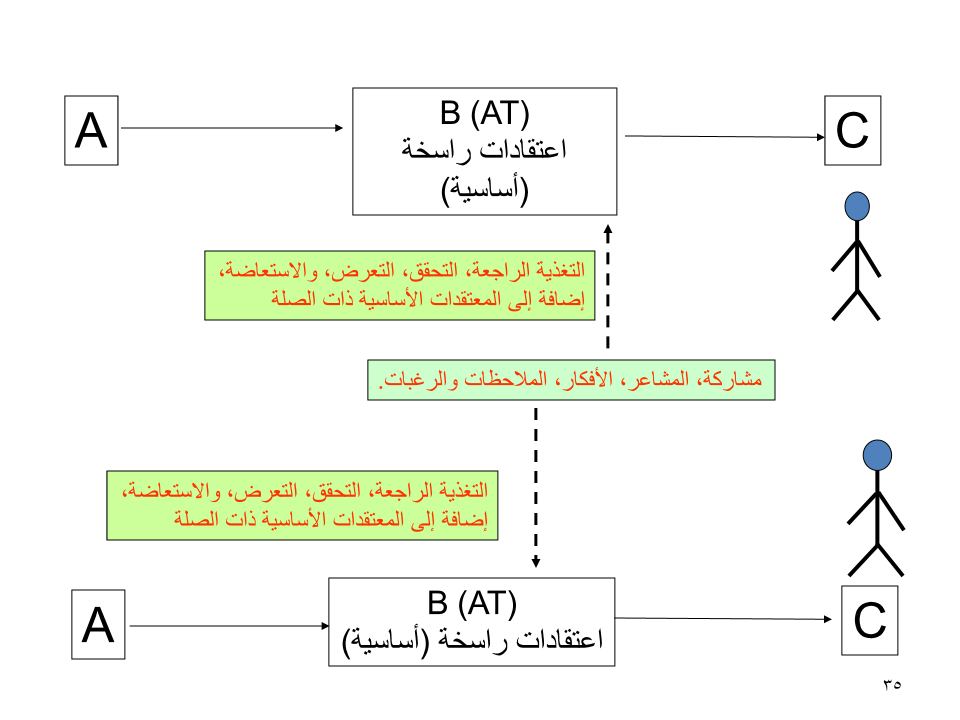 A
B (AT)
اعتقادات راسخة
(أساسية)
C
التغذية الراجعة، التحقق، التعرض، والاستعاضة،
إضافة إلى المعتقدات الأساسية ذات الصلة
مشاركة، المشاعر، الأفكار، الملاحظات والرغبات.
التغذية الراجعة، التحقق، التعرض، والاستعاضة،
إضافة إلى المعتقدات الأساسية ذات الصلة
A
B (AT)
اعتقادات راسخة (أساسية)
C
٣٥